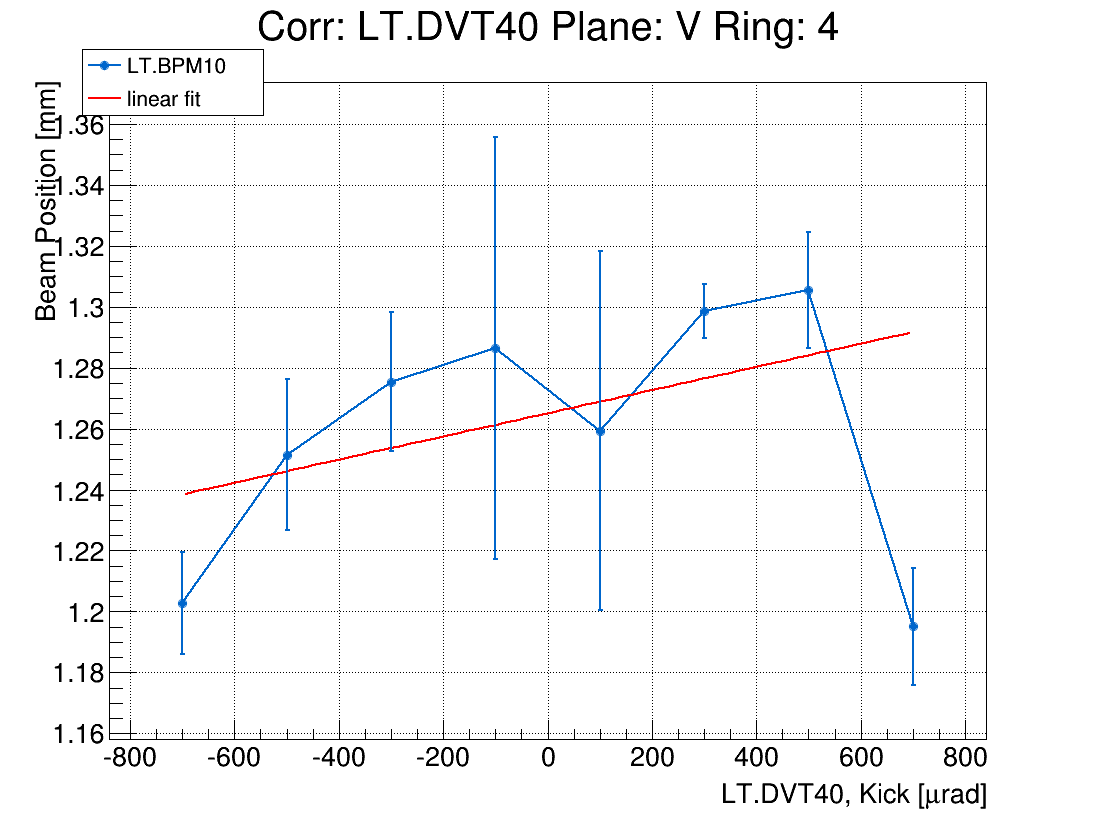 Corr: LT.DVT40 Plane: V Ring: 4
LT.BPM10
linear fit
Beam Position [mm]
1.36
1.34
1.32
1.3
1.28
1.26
1.24
1.22
1.2
1.18
1.16
-800 -600 -400 -200 0 200 400 600 800
LT.DVT40, Kick [μrad]